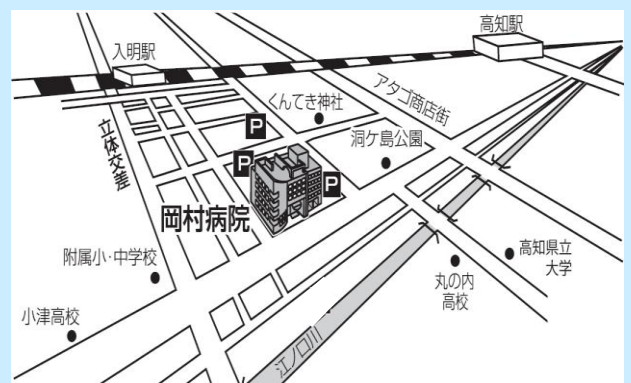 高知駅
入明駅
アタゴ商店街
くんてき神社
P
立体交差
洞ケ島公園
P
P
岡村病院
附属小・中学校
高知県立
大学
丸の内
高校
小津高校
江ノ口川